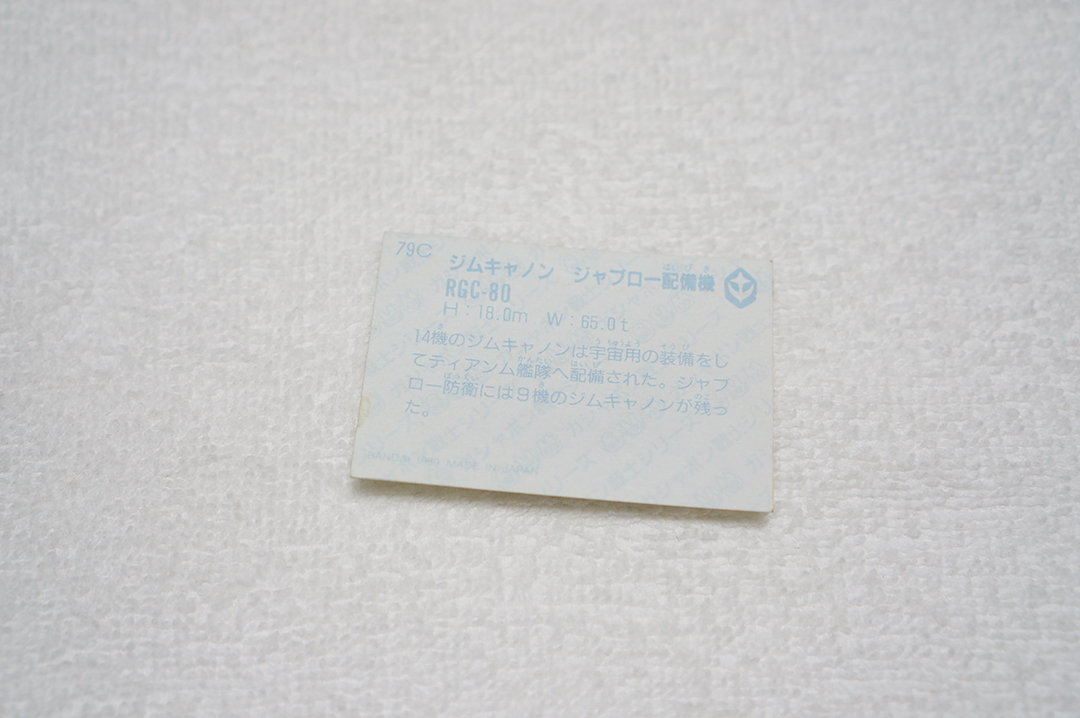 79C
ジムキャノン ジャブロー配備機
RGC-80
H:18.0m W:65.0t
14機のジムキャノンは宇宙用の装備をし
てティアンム艦隊へ配備された。ジャブ
ロー防衛には9機のジムキャノンが残っ
た。
MADE IN JAPAN